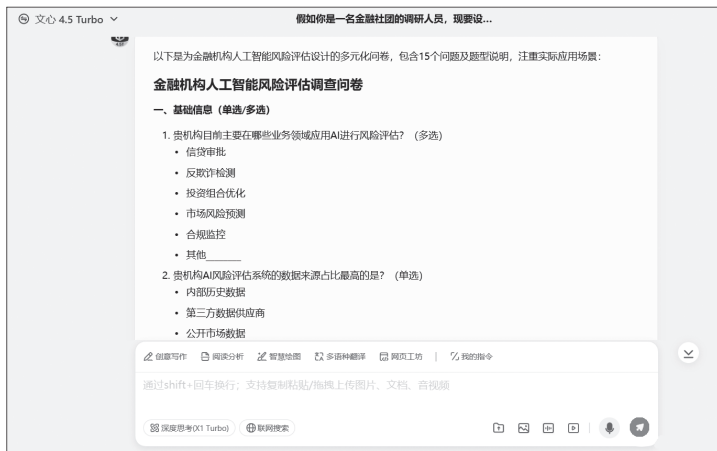 文心 4.5 Turbo
假如你是一名金融社团的调研人员，现要设...
以下是为金融机构人工智能风险评估设计的多元化问卷，包含15个问题及题型说明，注重实际应用场景：
金融机构人工智能风险评估调查问卷
一、基础信息（单选/多选）
1. 贵机构目前主要在哪些业务领域应用AI进行风险评估？（多选）
• 信贷审批
• 反欺诈检测
• 投资组合优化
• 市场风险预测
• 合规监控
• 其他_______
2. 贵机构AI风险评估系统的数据来源占比最高的是？（单选）
• 内部历史数据
• 第三方数据供应商
• 公开市场数据
创意写作 阅读分析 智慧绘图 多语种翻译 网页工坊 | 我的指令
通过shift+回车换行；支持复制粘贴/拖拽上传图片、文档、音视频
深度思考(X1 Turbo) 联网搜索